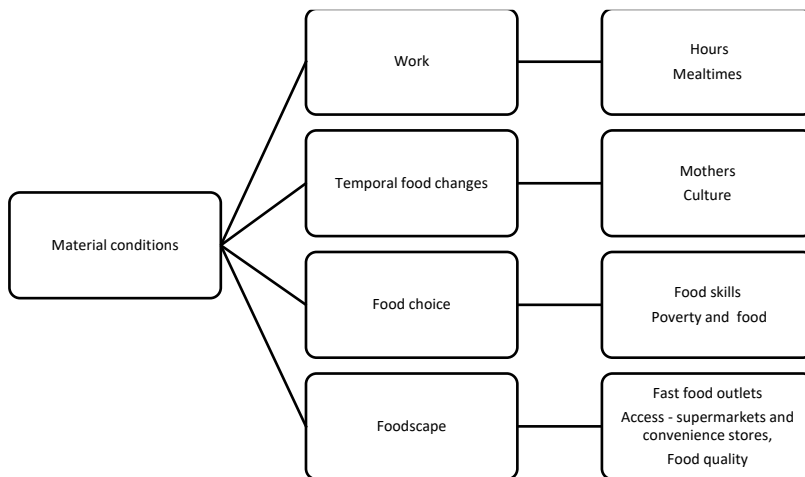 Work
Hours
Mealtimes
Temporal food changes
Mothers
Culture
Material conditions
Food choice
Food skills
Poverty and food
Foodscape
Fast food outlets
Access - supermarkets and
convenience stores,
Food quality